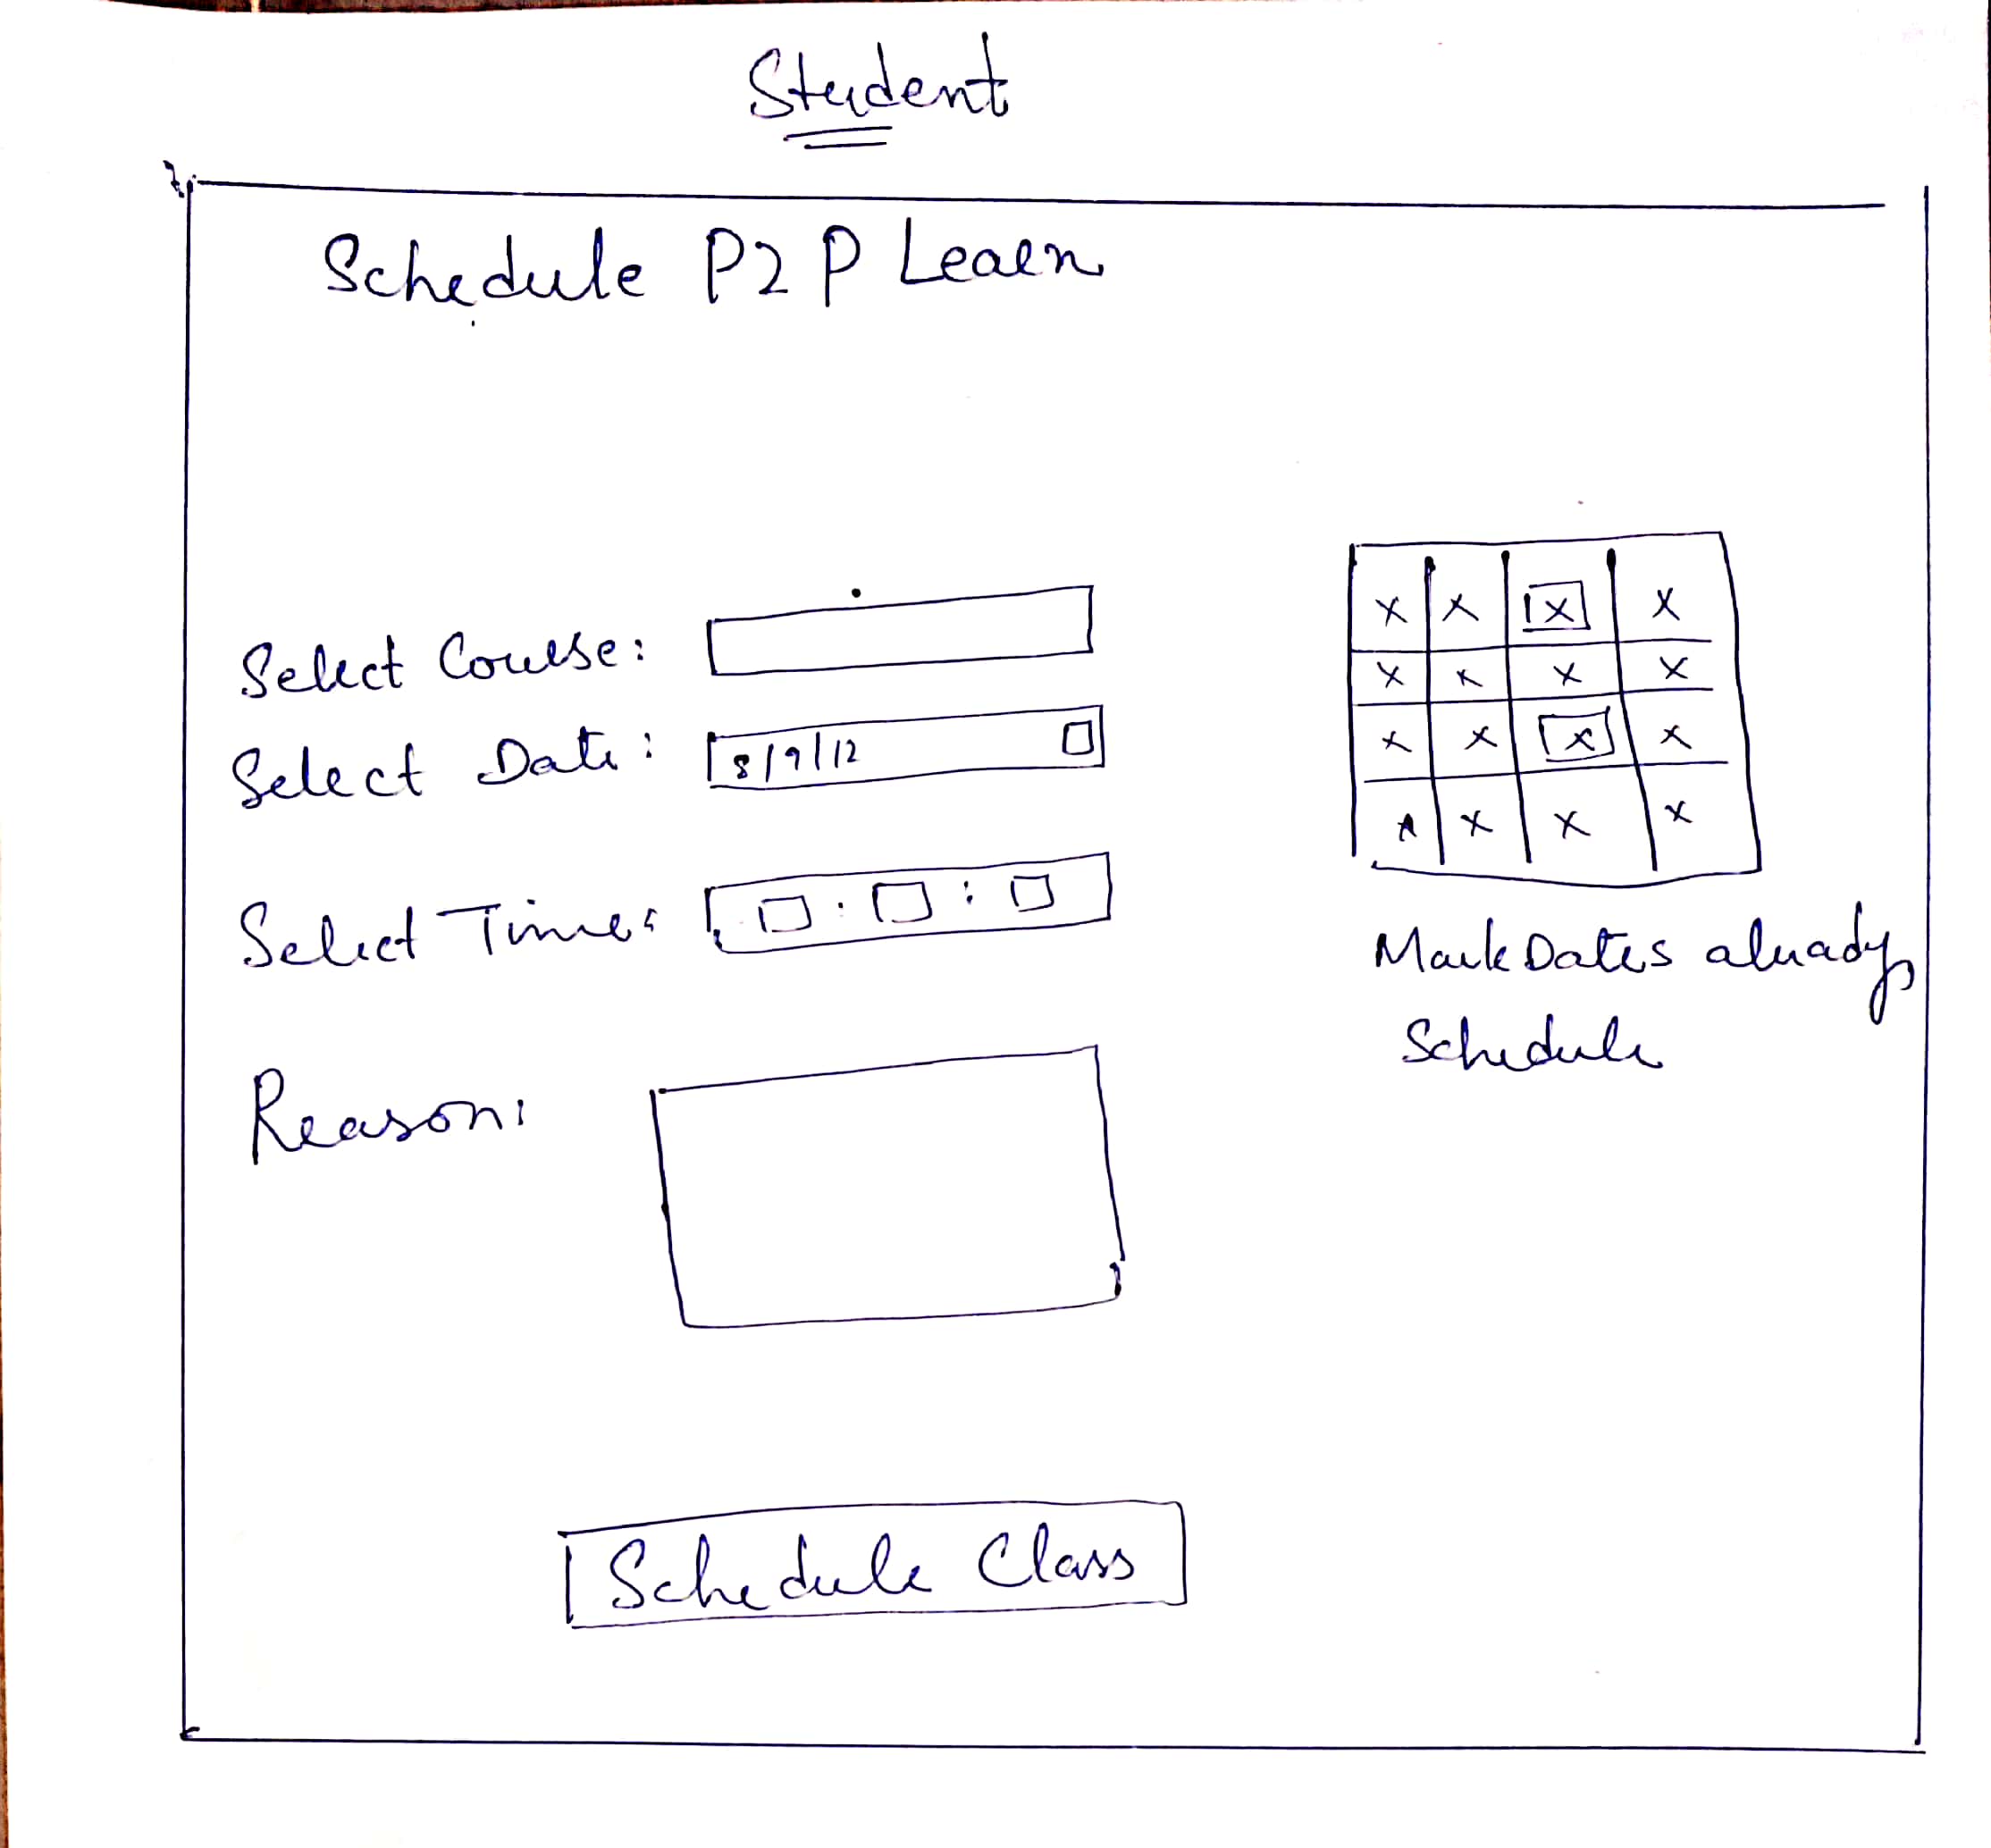 Student
Schedule P2P Learn
Select Course:
Select Date: 8/9/12
Select Time:
Reason:
x x x x
x x x x
x x x x
x x x x
Mark Dates already
Schedule
Schedule Class